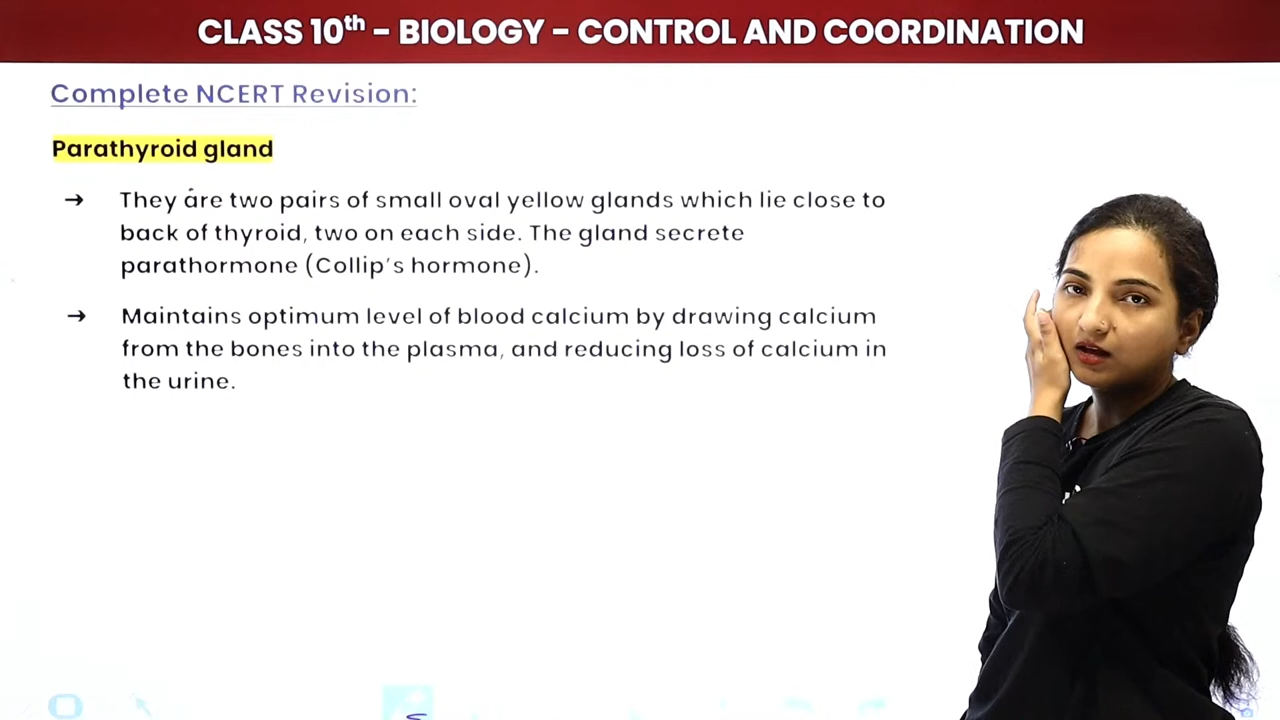 CLASS 10th - BIOLOGY - CONTROL AND COORDINATION
Complete NCERT Revision:
Parathyroid gland
→ They are two pairs of small oval yellow glands which lie close to
back of thyroid, two on each side. The gland secrete
parathormone (Collip's hormone).
→ Maintains optimum level of blood calcium by drawing calcium
from the bones into the plasma, and reducing loss of calcium in
the urine.